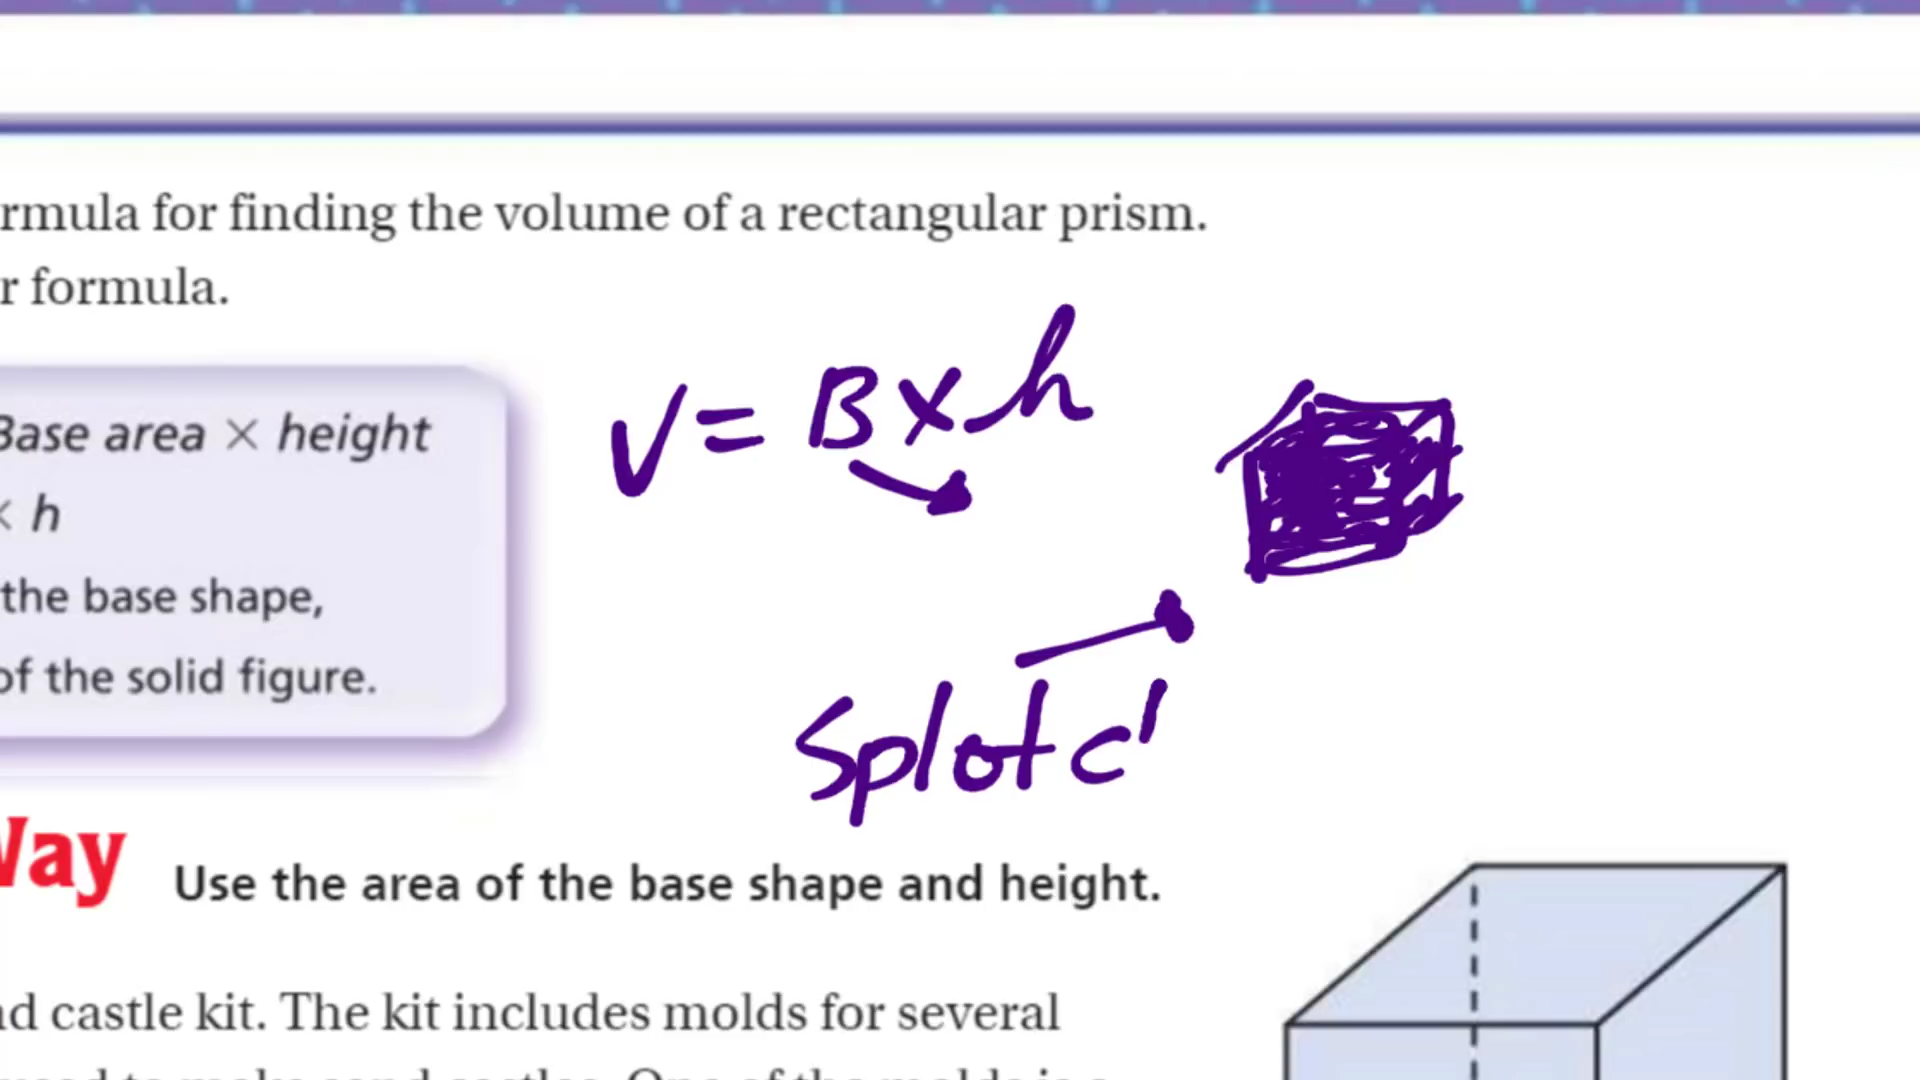 rmula for finding the volume of a rectangular prism.
r formula.
Base area × height
× h
the base shape,
of the solid figure.
V = B × h
Splotc'
Way
Use the area of the base shape and height.
nd castle kit. The kit includes molds for several